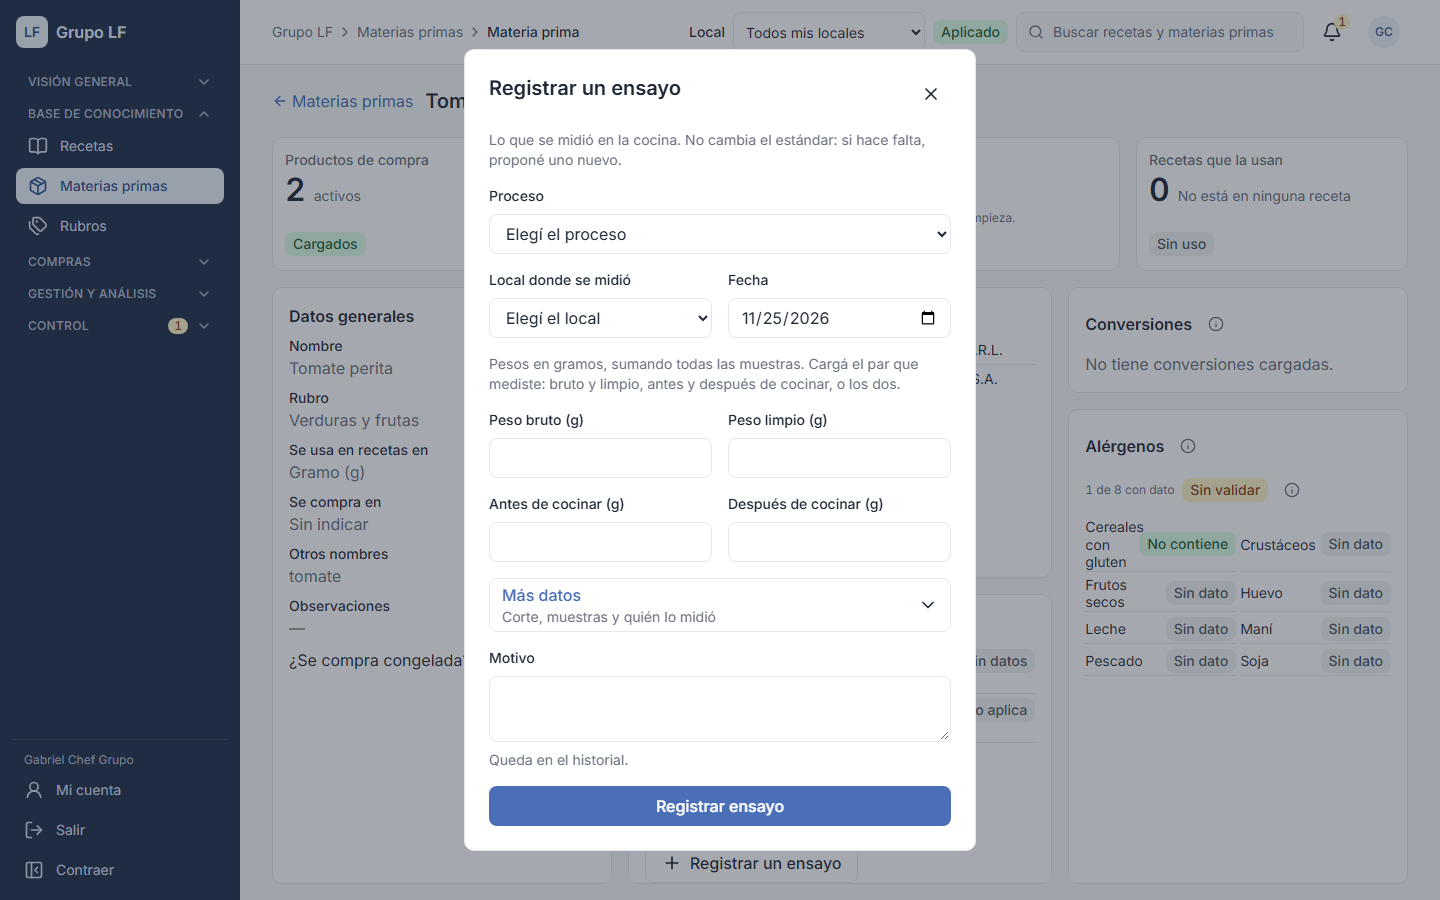 LF Grupo LF
VISIÓN GENERAL
BASE DE CONOCIMIENTO
Recetas
Materias primas
Rubros
COMPRAS
GESTIÓN Y ANÁLISIS
CONTROL 1
Gabriel Chef Grupo
Mi cuenta
Salir
Contraer
Grupo LF Materias primas Materia prima
Local Todos mis locales Aplicado
Buscar recetas y materias primas
1
GC
Materias primas
Productos de compra
2 activos
Cargados
Recetas que la usan
0 No está en ninguna receta
Sin uso
Datos generales
Nombre
Tomate perita
Rubro
Verduras y frutas
Se usa en recetas en
Gramo (g)
Se compra en
Sin indicar
Otros nombres
tomate
Observaciones
—
¿Se compra congelada
Registrar un ensayo
Lo que se midió en la cocina. No cambia el estándar: si hace falta,
proponé uno nuevo.
Proceso
Elegí el proceso
Local donde se midió Fecha
Elegí el local 11/25/2026
Pesos en gramos, sumando todas las muestras. Cargá el par que
mediste: bruto y limpio, antes y después de cocinar, o los dos.
Peso bruto (g) Peso limpio (g)
Antes de cocinar (g) Después de cocinar (g)
Más datos
Corte, muestras y quién lo midió
Motivo
Queda en el historial.
Registrar ensayo
Registrar un ensayo
Conversiones
No tiene conversiones cargadas.
Alérgenos
1 de 8 con dato Sin validar
Cereales con gluten No contiene Crustáceos Sin dato
Frutos secos Sin dato Huevo Sin dato
Leche Sin dato Maní Sin dato
Pescado Sin dato Soja Sin dato